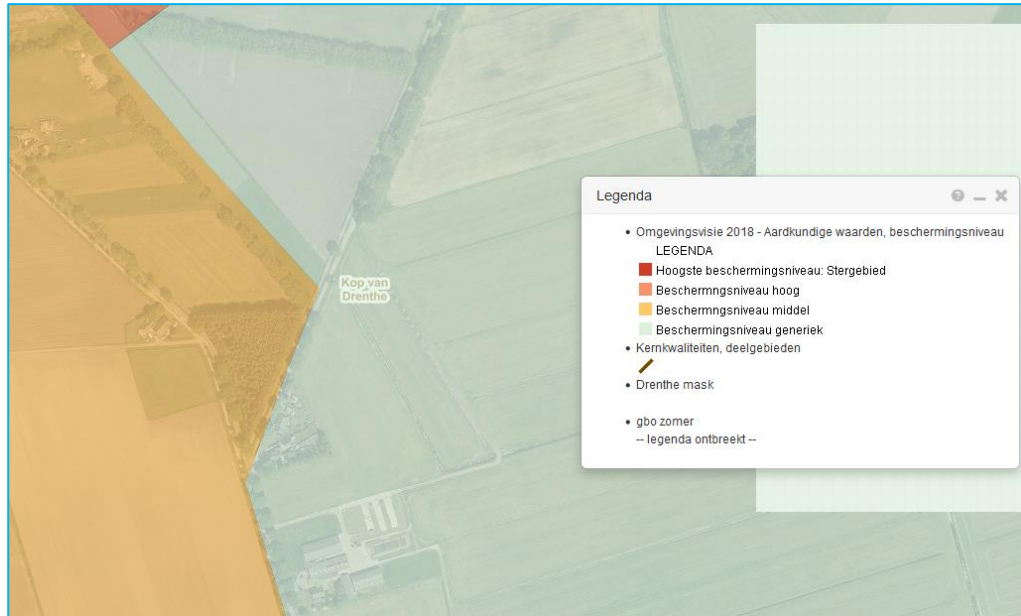 Kop van
Drenthe
Legenda
Omgevingsvisie 2018 - Aardkundige waarden, beschermingsniveau
LEGENDA
Hoogste beschermingsniveau: Stergebied
Beschermngsniveau hoog
Beschermngsniveau middel
Beschermingsniveau generiek
Kernkwaliteiten, deelgebieden
Drenthe mask
gbo zomer
-- legenda ontbreekt --